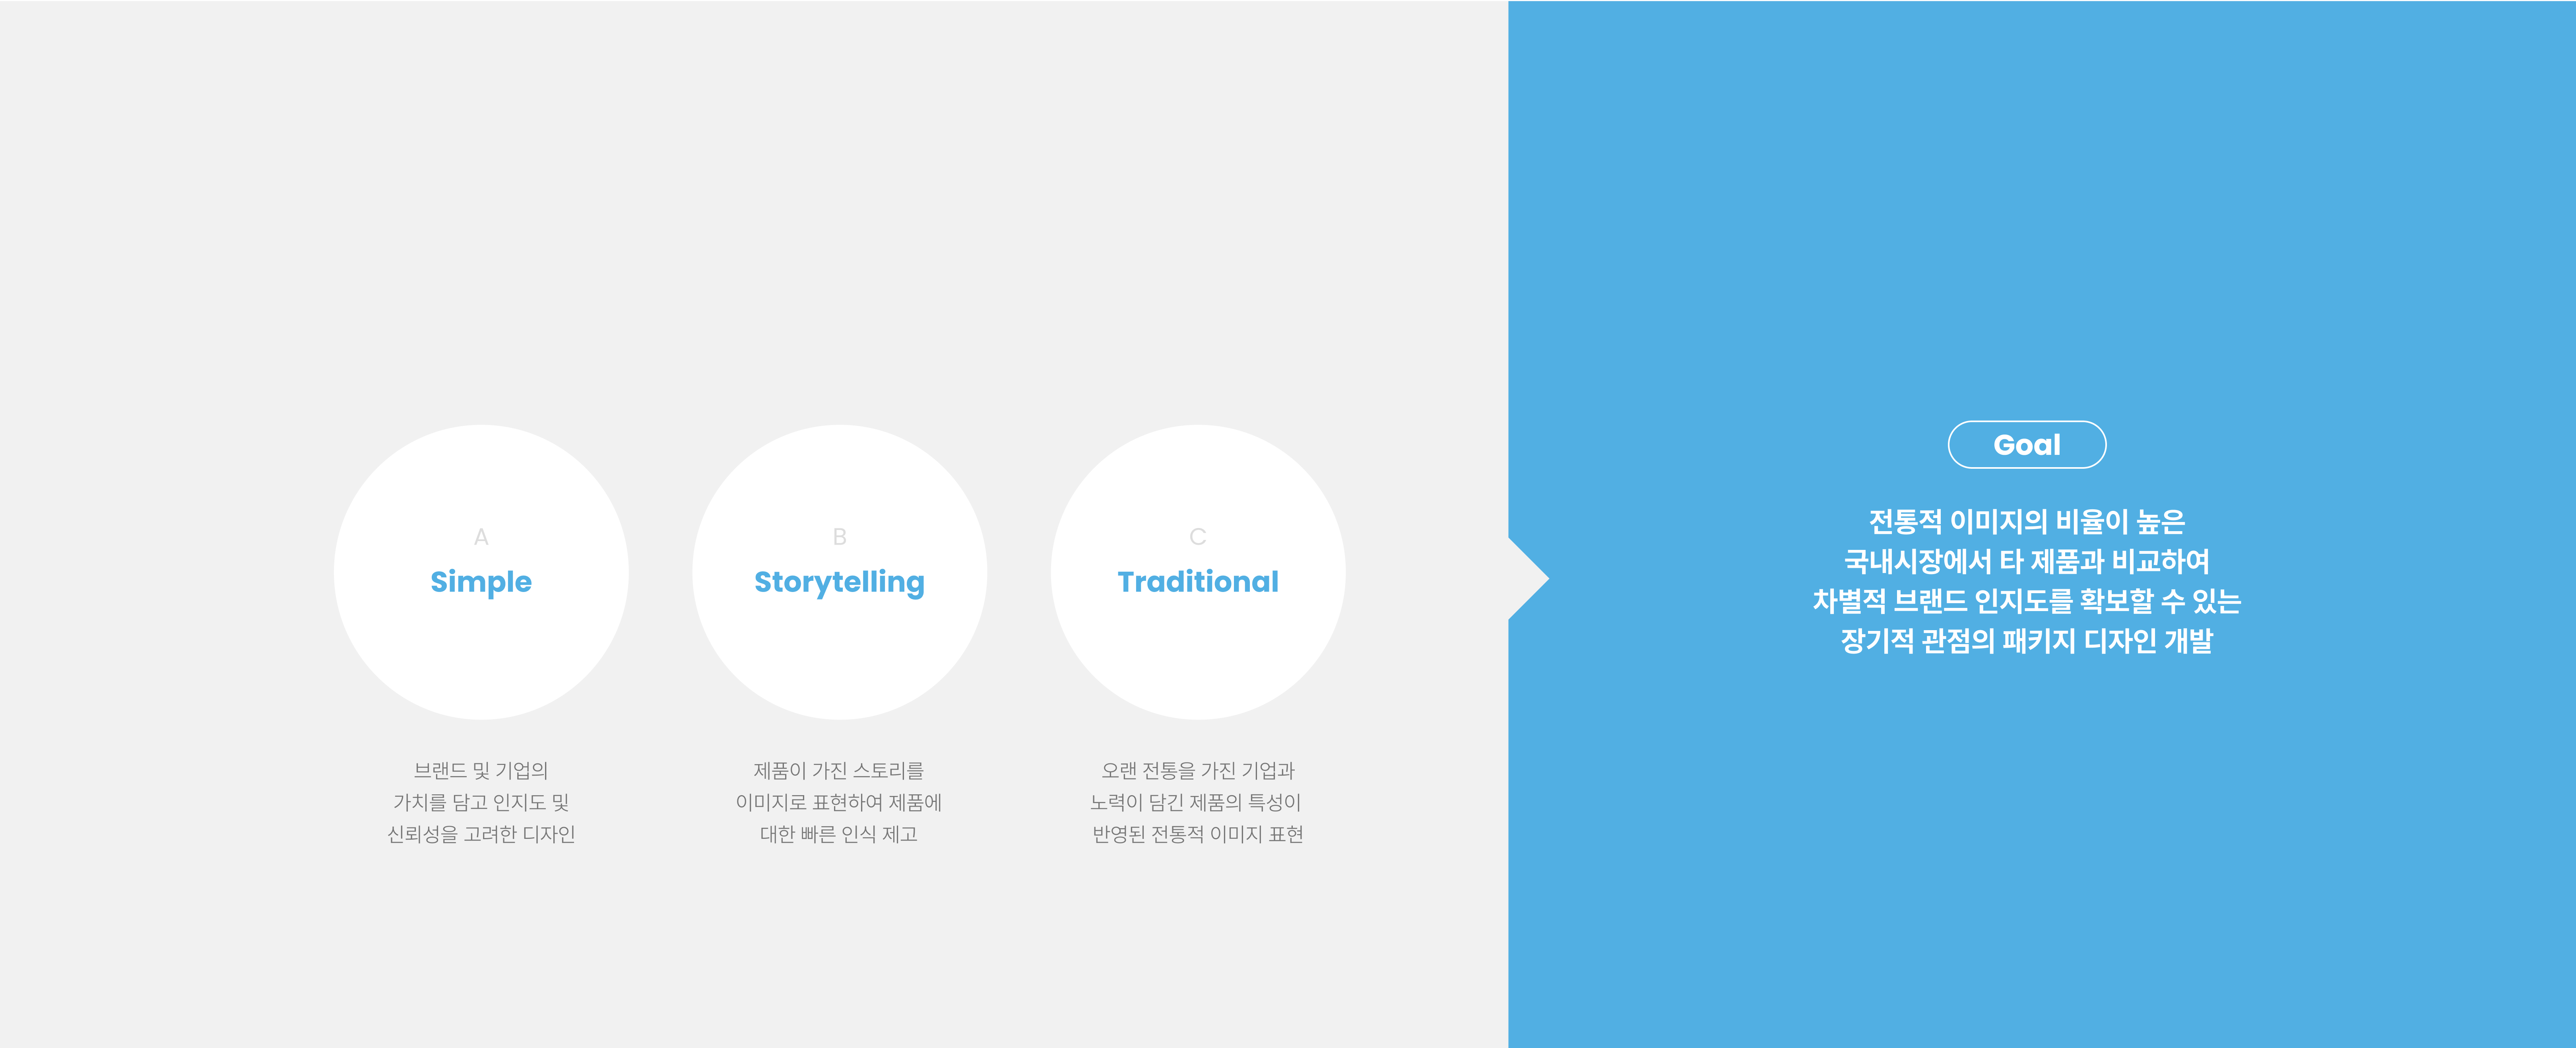 A
Simple
브랜드 및 기업의
가치를 담고 인지도 및
신뢰성을 고려한 디자인
B
Storytelling
제품이 가진 스토리를
이미지로 표현하여 제품에
대한 빠른 인식 제고
C
Traditional
오랜 전통을 가진 기업과
노력이 담긴 제품의 특성이
반영된 전통적 이미지 표현
Goal
전통적 이미지의 비율이 높은
국내시장에서 타 제품과 비교하여
차별적 브랜드 인지도를 확보할 수 있는
장기적 관점의 패키지 디자인 개발